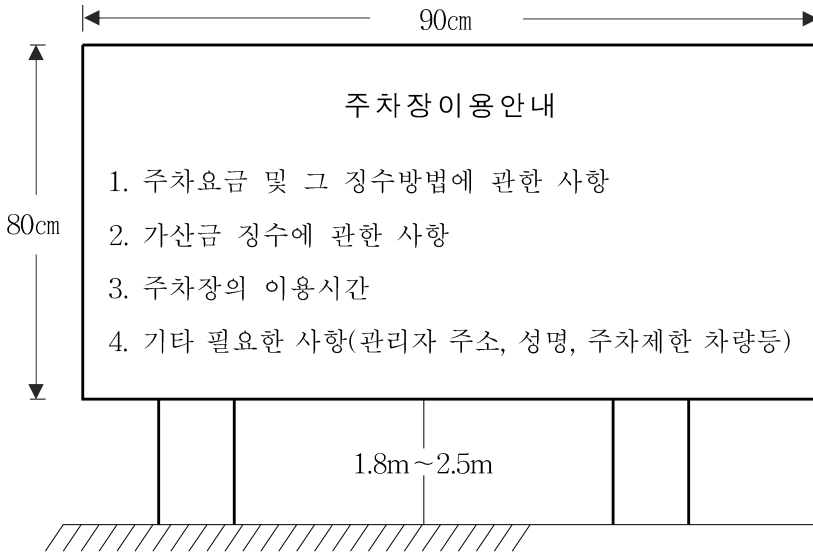 90cm
주차장이용안내
1. 주차요금 및 그 징수방법에 관한 사항
80cm
2. 가산금 징수에 관한 사항
3. 주차장의 이용시간
4. 기타 필요한 사항(관리자 주소, 성명, 주차제한 차량등)
1.8m~2.5m